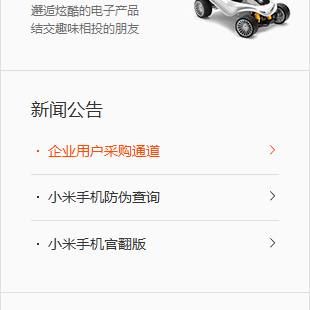 邂逅炫酷的电子产品
结交趣味相投的朋友
新闻公告
· 企业用户采购通道
· 小米手机防伪查询
· 小米手机官翻版